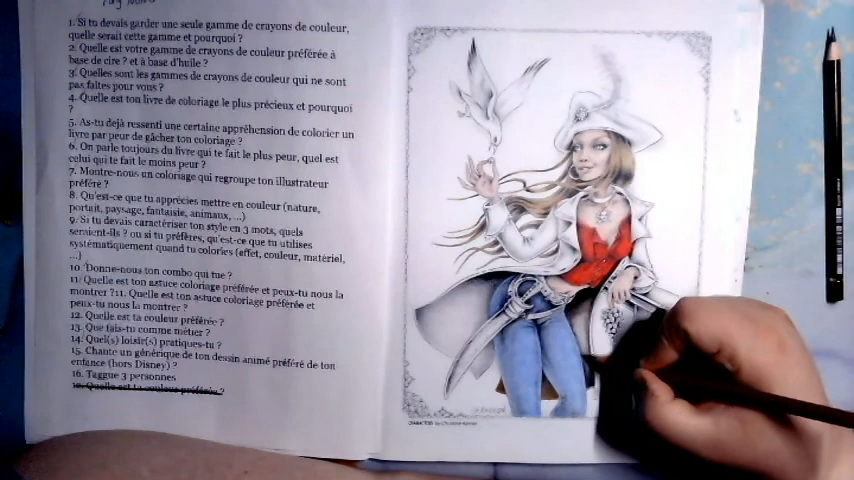 1. Si tu devais garder une seule gamme de crayons de couleur,
quelle serait cette gamme et pourquoi ?
2. Quelle est votre gamme de crayons de couleur préférée à
base de cire ? et à base d'huile ?
3. Quelles sont les gammes de crayons de couleur qui ne sont
pas faites pour vous ?
4. Quelle est ton livre de coloriage le plus précieux et pourquoi
?
5. As-tu déjà ressenti une certaine appréhension de colorier un
livre par peur de gâcher ton coloriage ?
6. On parle toujours du livre qui te fait le plus peur, quel est
celui qui te fait le moins peur ?
7. Montre-nous un coloriage qui regroupe ton illustrateur
préféré ?
8. Qu'est-ce que tu apprécies mettre en couleur (nature,
portait, paysage, fantasie, animaux, ...)
9. Si tu devais caractériser ton style en 3 mots, quels
seraient-ils ? ou si tu préfères, qu'est-ce que tu utilises
systématiquement quand tu colories (effet, couleur, matériel,
...)
10. Donne-nous ton combo qui tue ?
11. Quelle est ton astuce coloriage préférée et peux-tu nous la
montrer ?11. Quelle est ton astuce coloriage préférée et
peux-tu nous la montrer ?
12. Quelle est ta couleur préférée ?
13. Que fais-tu comme métier ?
14. Quel(s) loisir(s) pratiques-tu ?
15. Chante un générique de ton dessin animé préféré de ton
enfance (hors Disney) ?
16. Taggue 3 personnes
Quelle est ta couleur préférée ?
by Christine Karron